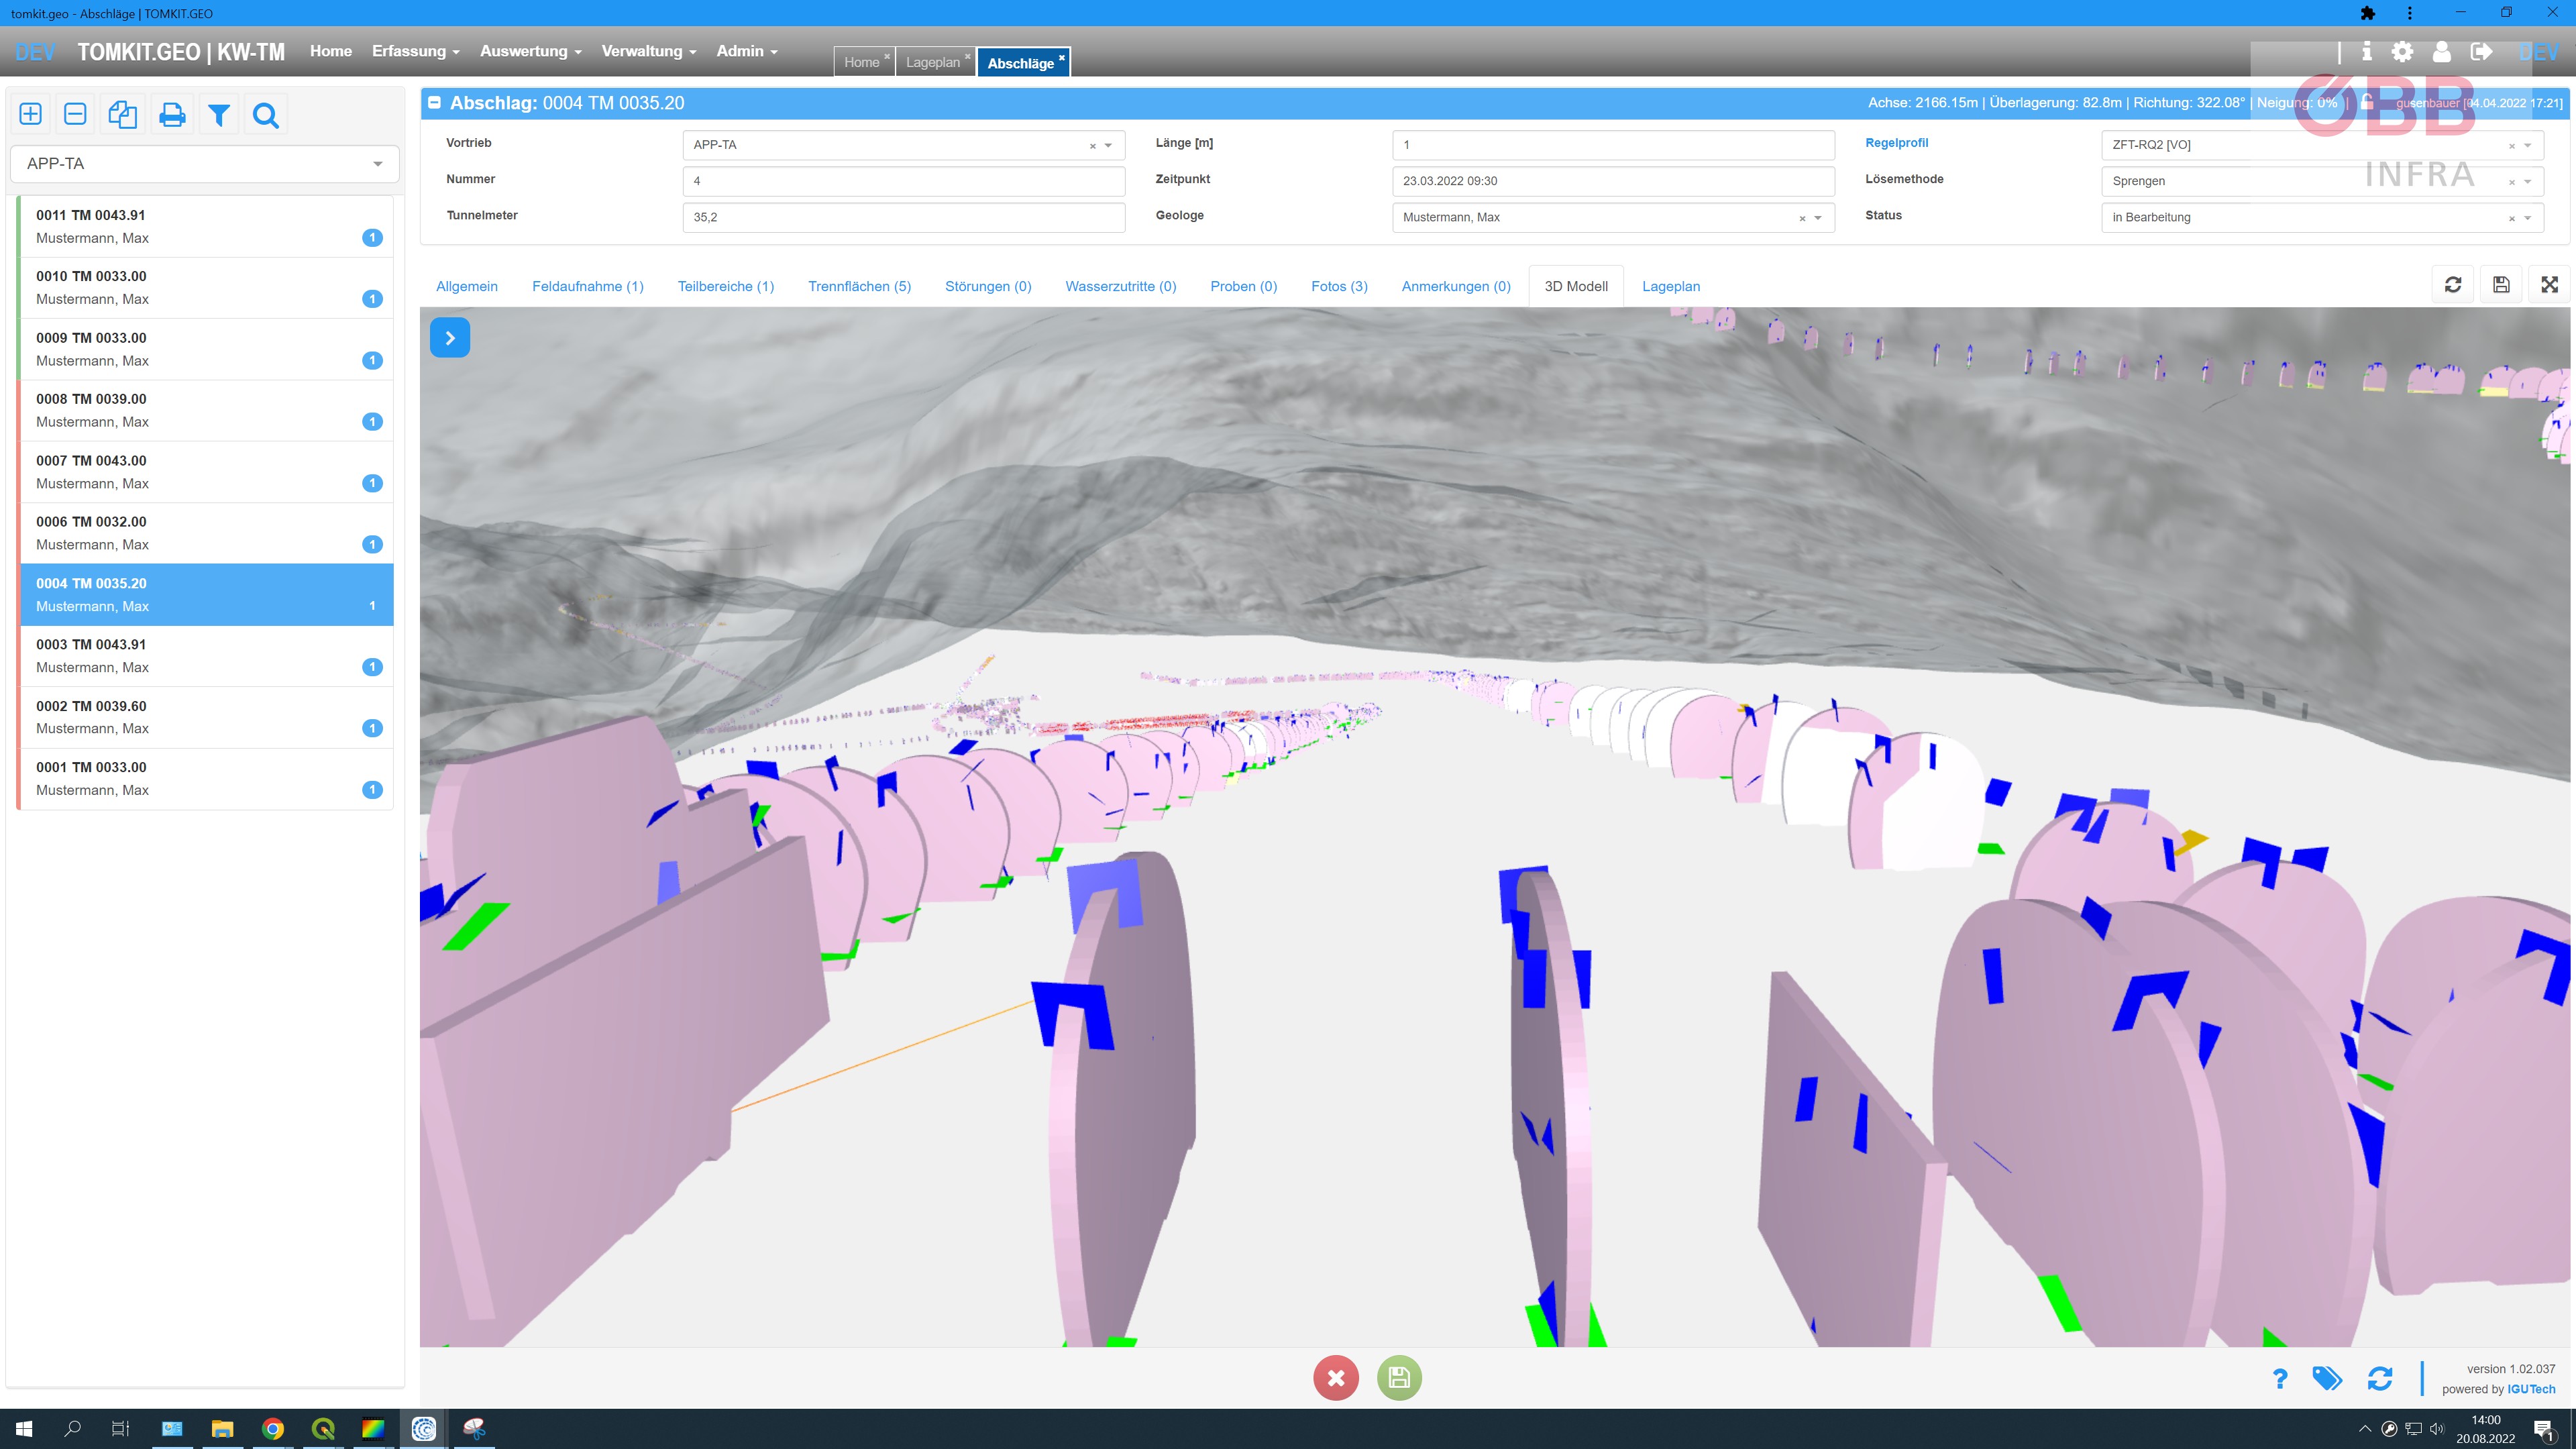 tomkit.geo - Abschläge | TOMKIT.GEO
DEV TOMKIT.GEO | KW-TM Home Erfassung Auswertung Verwaltung Admin
Home Lageplan Abschläge
DEV
APP-TA
0011 TM 0043.91
Mustermann, Max 1
0010 TM 0033.00
Mustermann, Max 1
0009 TM 0033.00
Mustermann, Max 1
0008 TM 0039.00
Mustermann, Max 1
0007 TM 0043.00
Mustermann, Max 1
0006 TM 0032.00
Mustermann, Max 1
0004 TM 0035.20
Mustermann, Max 1
0003 TM 0043.91
Mustermann, Max 1
0002 TM 0039.60
Mustermann, Max 1
0001 TM 0033.00
Mustermann, Max 1
Abschlag: 0004 TM 0035.20
Achse: 2166.15m | Überlagerung: 82.8m | Richtung: 322.08° | Neigung: 0% | gusenbauer [04.04.2022 17:21]
ÖBB
INFRA
Vortrieb APP-TA Länge [m] 1 Regelprofil ZFT-RQ2 [VO]
Nummer 4 Zeitpunkt 23.03.2022 09:30 Lösemethode Sprengen
Tunnelmeter 35,2 Geologe Mustermann, Max Status in Bearbeitung
Allgemein Feldaufnahme (1) Teilbereiche (1) Trennflächen (5) Störungen (0) Wasserzutritte (0) Proben (0) Fotos (3) Anmerkungen (0) 3D Modell Lageplan
version 1.02.037
powered by IGUTech
14:00
20.08.2022
1